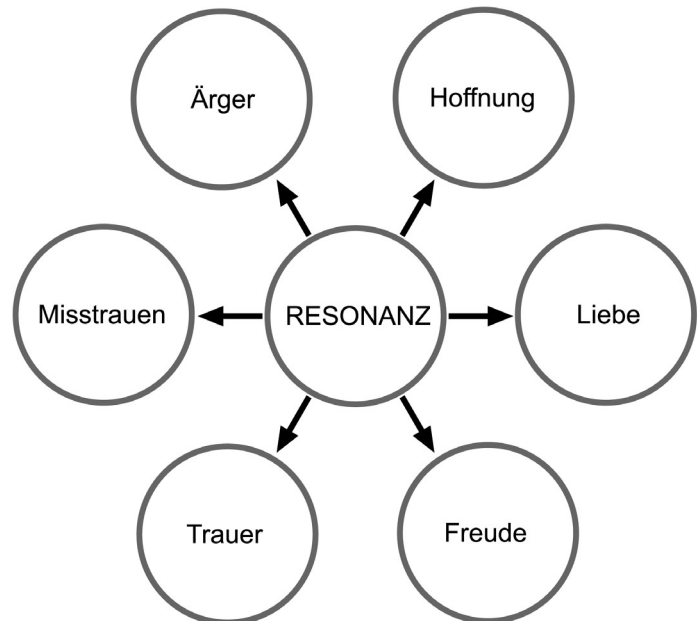 Ärger
Hoffnung
Misstrauen
RESONANZ
Liebe
Trauer
Freude